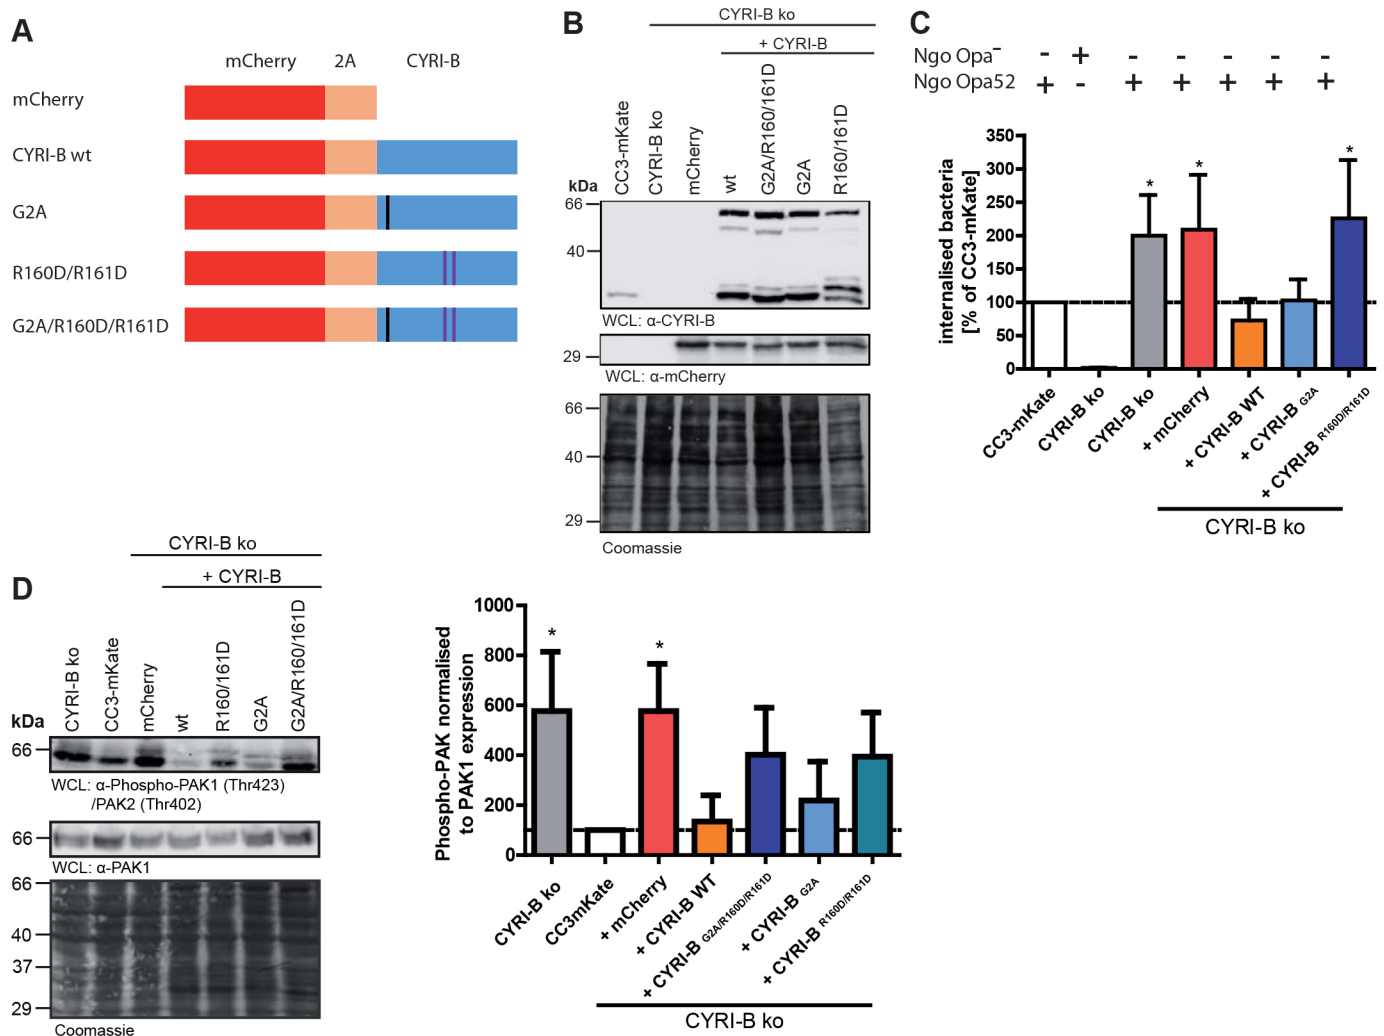 A
mCherry 2A CYRI-B
mCherry
CYRI-B wt
G2A
R160D/R161D
G2A/R160D/R161D
B
CYRI-B ko
+ CYRI-B
CC3-mKate
CYRI-B ko
mCherry
wt
G2A/R160/161D
G2A
R160/161D
kDa
66
40
WCL: α-CYRI-B
29
WCL: α-mCherry
66
40
29
Coomassie
C
Ngo Opa⁻ - + - - - - -
Ngo Opa52 + - + + + + +
internalised bacteria
[% of CC3-mKate]
350
300
250
200
150
100
50
0
* * *
CC3-mKate
CYRI-B ko
CYRI-B ko
+ mCherry
+ CYRI-B WT
+ CYRI-B G2A
+ CYRI-B R160D/R161D
CYRI-B ko
D
CYRI-B ko
+ CYRI-B
CYRI-B ko
CC3-mKate
mCherry
wt
R160/161D
G2A
G2A/R160/161D
kDa
66
WCL: α-Phospho-PAK1 (Thr423)
/PAK2 (Thr402)
66
WCL: α-PAK1
66
40
37
29
Coomassie
Phospho-PAK normalised
to PAK1 expression
1000
800
600
400
200
0
* *
CYRI-B ko
CC3mKate
+ mCherry
+ CYRI-B WT
+ CYRI-B G2A/R160D/R161D
+ CYRI-B G2A
+ CYRI-B R160D/R161D
CYRI-B ko